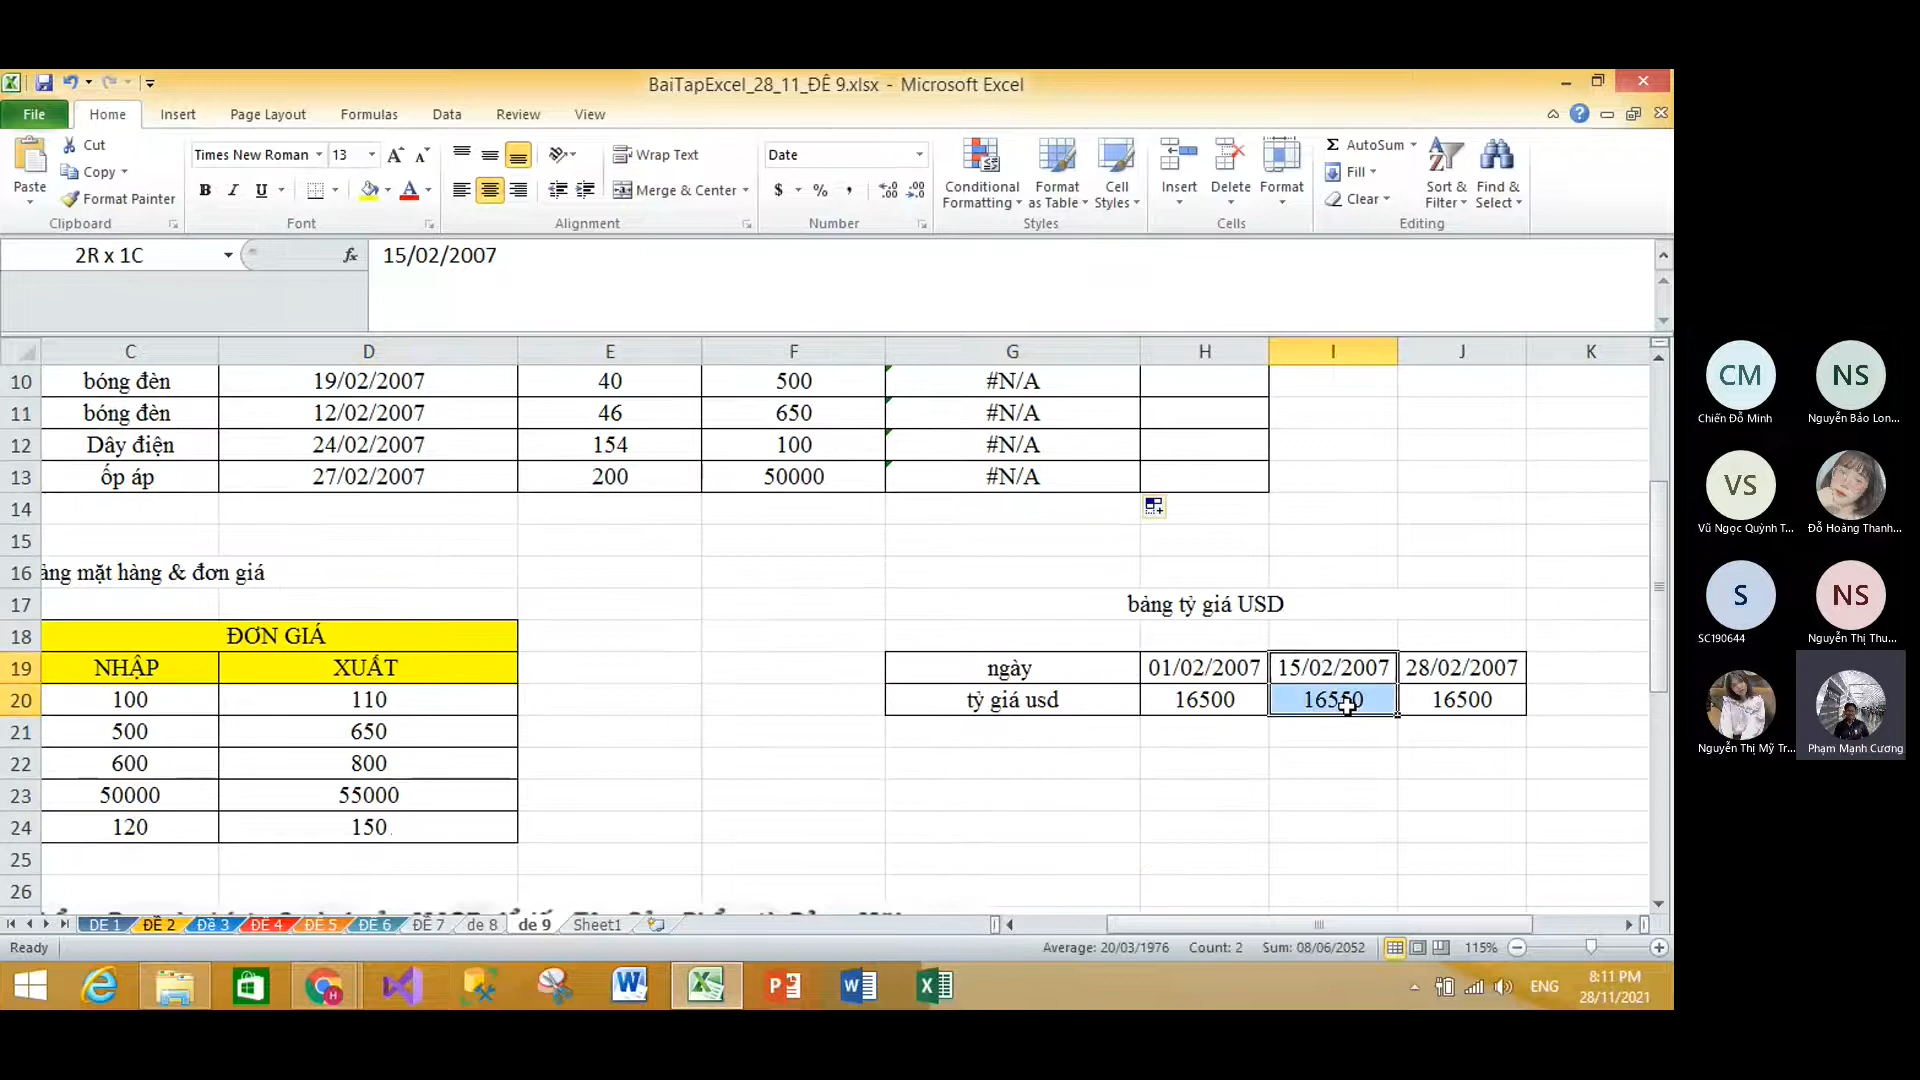 BaiTapExcel_28_11_ĐÊ 9.xlsx - Microsoft Excel
File Home Insert Page Layout Formulas Data Review View
Paste Cut Copy Format Painter
Times New Roman 13
B I U
Wrap Text
Merge & Center
Date
$ % ,
Conditional Formatting Format as Table Cell Styles
Insert Delete Format
AutoSum Fill Clear
Sort & Filter Find & Select
Clipboard Font Alignment Number Styles Cells Editing
2R x 1C fx 15/02/2007
C D E F G H I J K
10 bóng đèn 19/02/2007 40 500 #N/A
11 bóng đèn 12/02/2007 46 650 #N/A
12 Dây điện 24/02/2007 154 100 #N/A
13 ốp áp 27/02/2007 200 50000 #N/A
14
15
16 àng mặt hàng & đơn giá
17 bảng tỷ giá USD
18 ĐƠN GIÁ
19 NHẬP XUẤT ngày 01/02/2007 15/02/2007 28/02/2007
20 100 110 tỷ giá usd 16500 16550 16500
21 500 650
22 600 800
23 50000 55000
24 120 150
25
26
DE 1 ĐỀ 2 Đề 3 ĐỀ 4 ĐỀ 5 ĐỀ 6 ĐỀ 7 de 8 de 9 Sheet1
Ready Average: 20/03/1976 Count: 2 Sum: 08/06/2052 115%
ENG 8:11 PM
28/11/2021
CM NS
Chiến Đỗ Minh Nguyễn Bảo Lon...
VS
Vũ Ngọc Quỳnh T... Đỗ Hoàng Thanh...
S NS
SC190644 Nguyễn Thị Thu...
Nguyễn Thị Mỹ Tr... Phạm Mạnh Cương